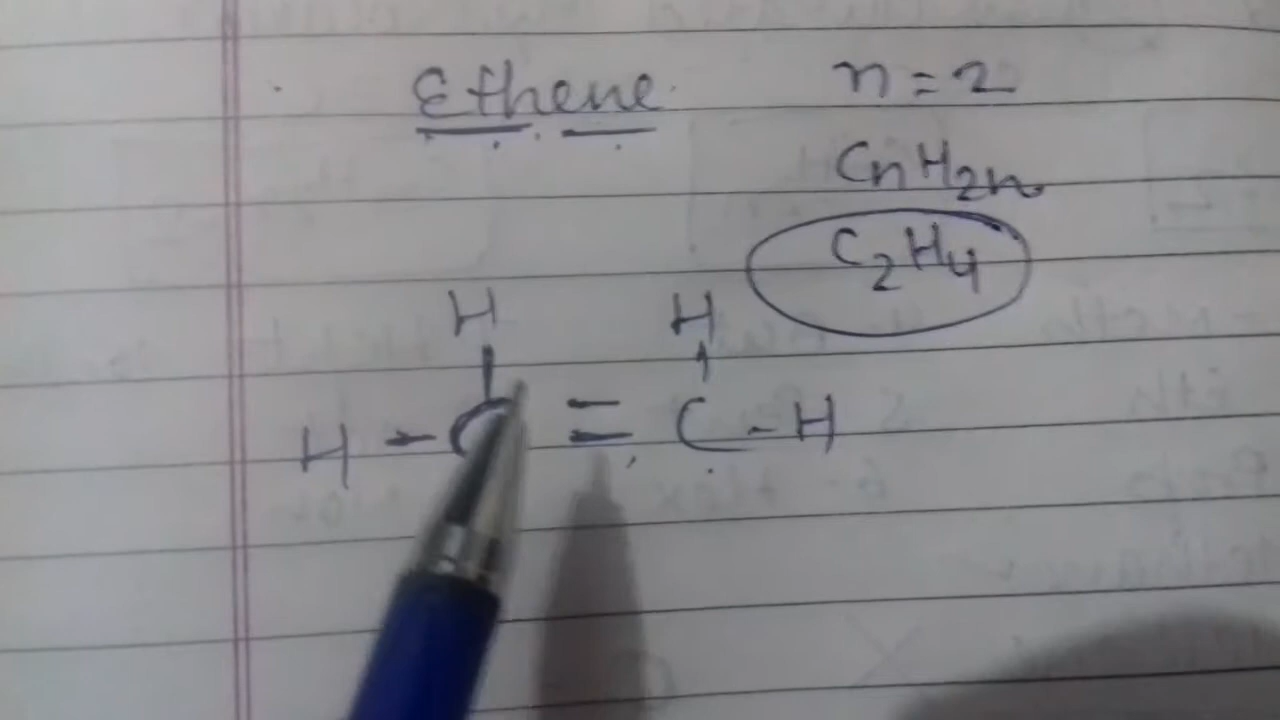 Ethene n = 2
CnH2n
C2H4
H H
H - C = C - H